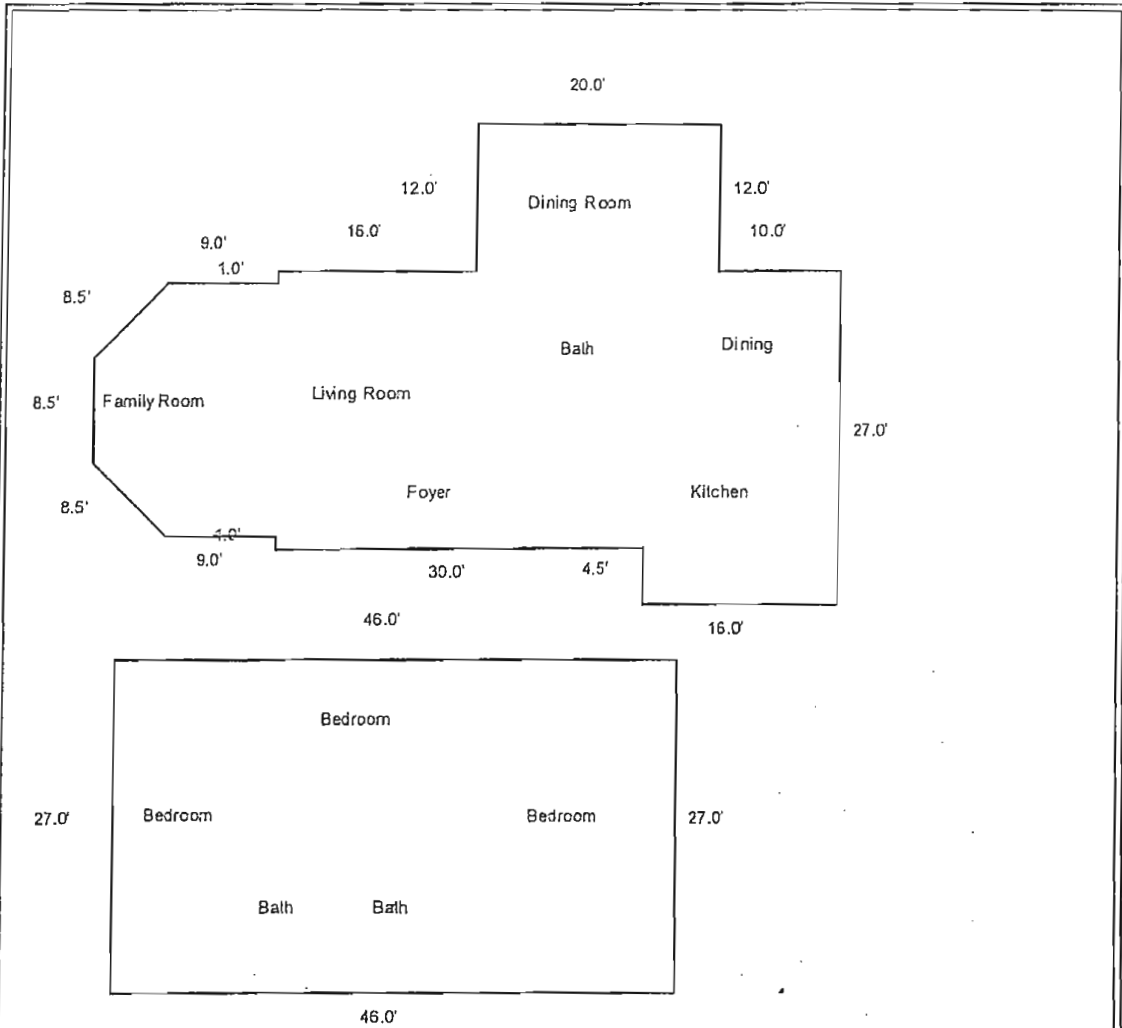 20.0'
12.0'
12.0'
Dining Room
16.0'
10.0'
9.0'
1.0'
8.5'
Bath
Dining
8.5'
Family Room
Living Room
27.0'
Foyer
Kitchen
8.5'
1.0'
9.0'
30.0'
4.5'
46.0'
16.0'
Bedroom
27.0'
Bedroom
Bedroom
27.0'
Bath
Bath
46.0'